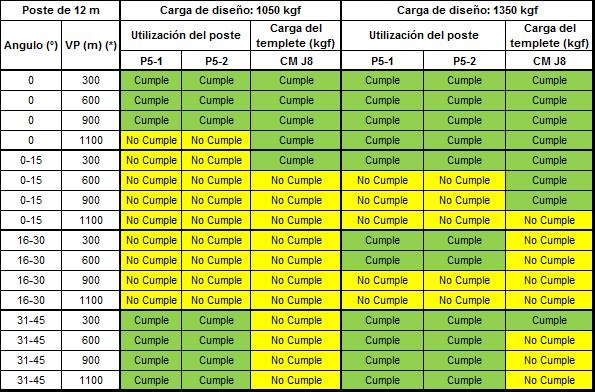 Poste de 12 m Carga de diseño: 1050 kgf Carga de diseño: 1350 kgf
Angulo (°) VP (m) (*) Utilización del poste Carga del templete (kgf) Utilización del poste Carga del templete (kgf)
P5-1 P5-2 CM J8 P5-1 P5-2 CM J8
0 300 Cumple Cumple Cumple Cumple Cumple Cumple
0 600 Cumple Cumple Cumple Cumple Cumple Cumple
0 900 Cumple Cumple Cumple Cumple Cumple Cumple
0 1100 No Cumple No Cumple Cumple Cumple Cumple Cumple
0-15 300 No Cumple No Cumple Cumple Cumple Cumple Cumple
0-15 600 No Cumple No Cumple No Cumple No Cumple No Cumple Cumple
0-15 900 No Cumple No Cumple No Cumple No Cumple No Cumple Cumple
0-15 1100 No Cumple No Cumple No Cumple No Cumple No Cumple No Cumple
16-30 300 No Cumple No Cumple No Cumple Cumple Cumple No Cumple
16-30 600 No Cumple No Cumple No Cumple Cumple Cumple No Cumple
16-30 900 No Cumple No Cumple No Cumple No Cumple No Cumple No Cumple
16-30 1100 No Cumple No Cumple No Cumple No Cumple No Cumple No Cumple
31-45 300 Cumple Cumple No Cumple Cumple Cumple Cumple
31-45 600 Cumple Cumple No Cumple Cumple Cumple No Cumple
31-45 900 Cumple Cumple No Cumple Cumple Cumple No Cumple
31-45 1100 Cumple Cumple No Cumple Cumple Cumple No Cumple